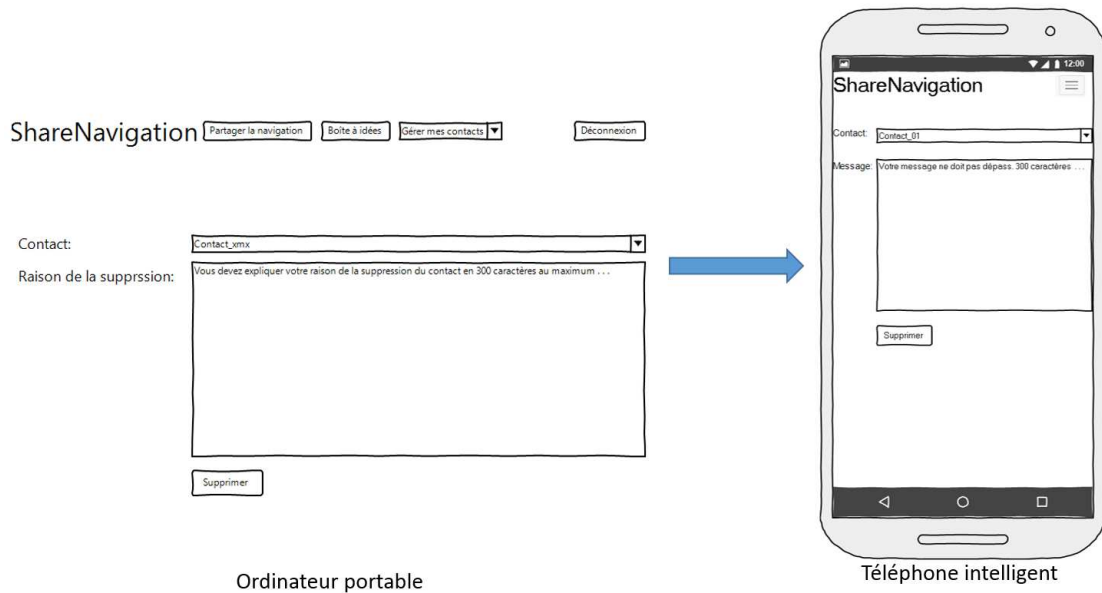 ShareNavigation Partager la navigation Boîte à idées Gérer mes contacts Déconnexion
Contact:
Contact_xmx
Raison de la supprssion:
Vous devez expliquer votre raison de la suppression du contact en 300 caractères au maximum . . .
Supprimer
Ordinateur portable
12:00
ShareNavigation
Contact:
Contact_01
Message:
Votre message ne doit pas dépass. 300 caractères . . .
Supprimer
Téléphone intelligent